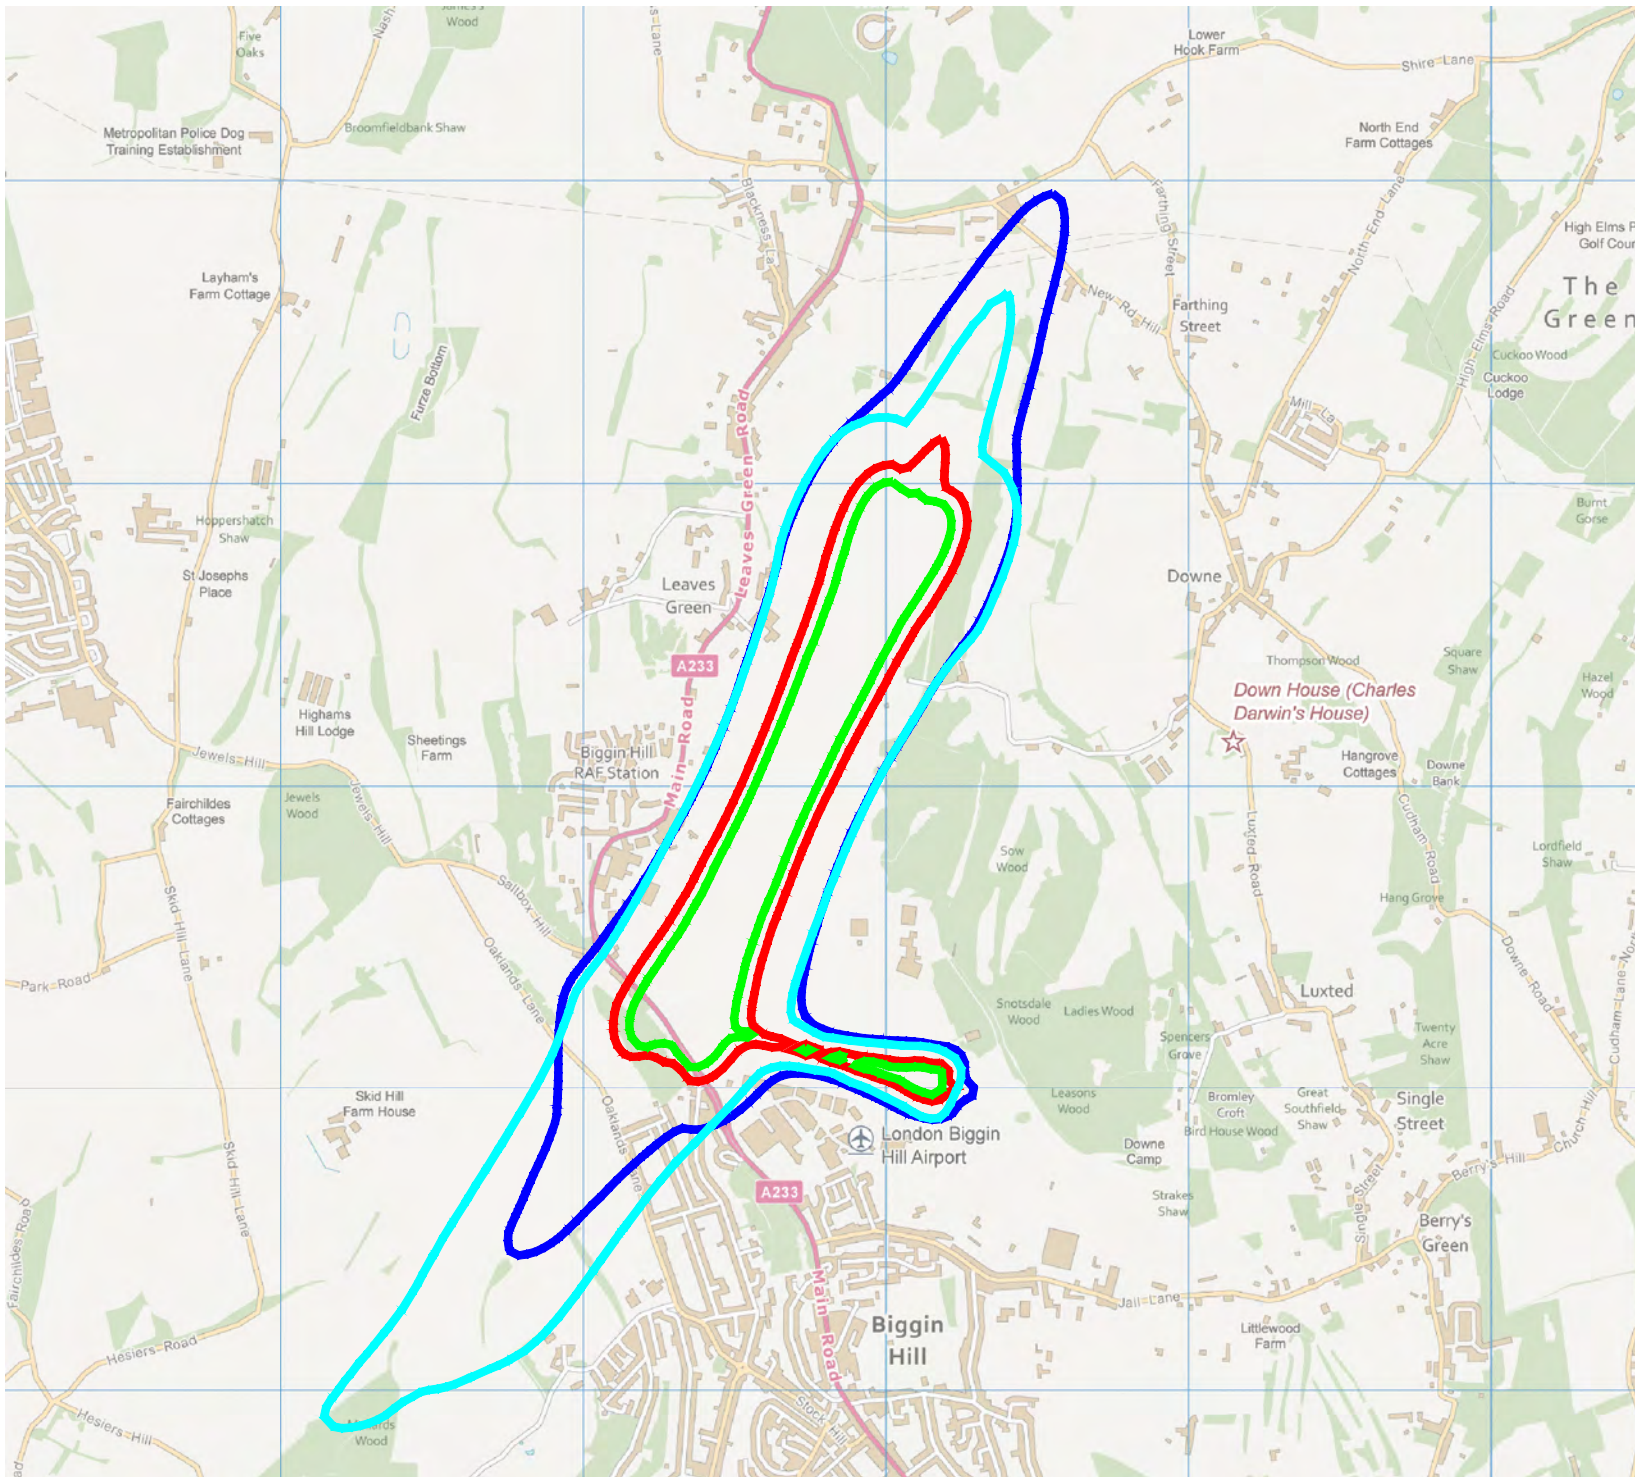 James's
Wood
Five
Oaks
Nash
s-Lane
Lower
Hook Farm
Shire Lane
Metropolitan Police Dog
Training Establishment
Broomfieldbank Shaw
North End
Farm Cottages
Blackness La
Farthing Street
North End Lane
High Elms
Golf Cour
Layham's
Farm Cottage
New Rd Hill
Farthing
Street
The
Green
High Elms Road
Cuckoo Wood
Cuckoo
Lodge
Furze Bottom
Leaves Green Road
Mill La
Hoppershatch
Shaw
Burnt
Gorse
St Josephs
Place
Leaves
Green
Downe
A233
Thompson Wood
Square
Shaw
Hazel
Wood
Down House (Charles
Darwin's House)
Highams
Hill Lodge
Sheetings
Farm
Main Road
Biggin Hill
RAF Station
Jewels Hill
Hangrove
Cottages
Downe
Bank
Fairchildes
Cottages
Jewels
Wood
Jewels Hill
Luxted Road
Cudham Road
Sow
Wood
Lordfield
Shaw
Saltbox Hill
Skid Hill Lane
Hang Grove
Oaklands Lane
Downe Road
Cudham Lane North
Park Road
Luxted
Snotsdale
Wood
Ladies Wood
Spencers
Grove
Twenty
Acre
Shaw
Skid Hill
Farm House
Oaklands Lane
Leasons
Wood
Bromley
Croft
Great
Southfield
Shaw
Single
Street
Bird House Wood
London Biggin
Hill Airport
Downe
Camp
Church Hill
Berry's Hill
Skid Hill Lane
A233
Strakes
Shaw
Single Street
Berry's
Green
Fairchildes Road
Main Road
Jail Lane
Biggin
Hill
Littlewood
Farm
Hesiers Road
Hesiers Hill
Wood
Stock Hill